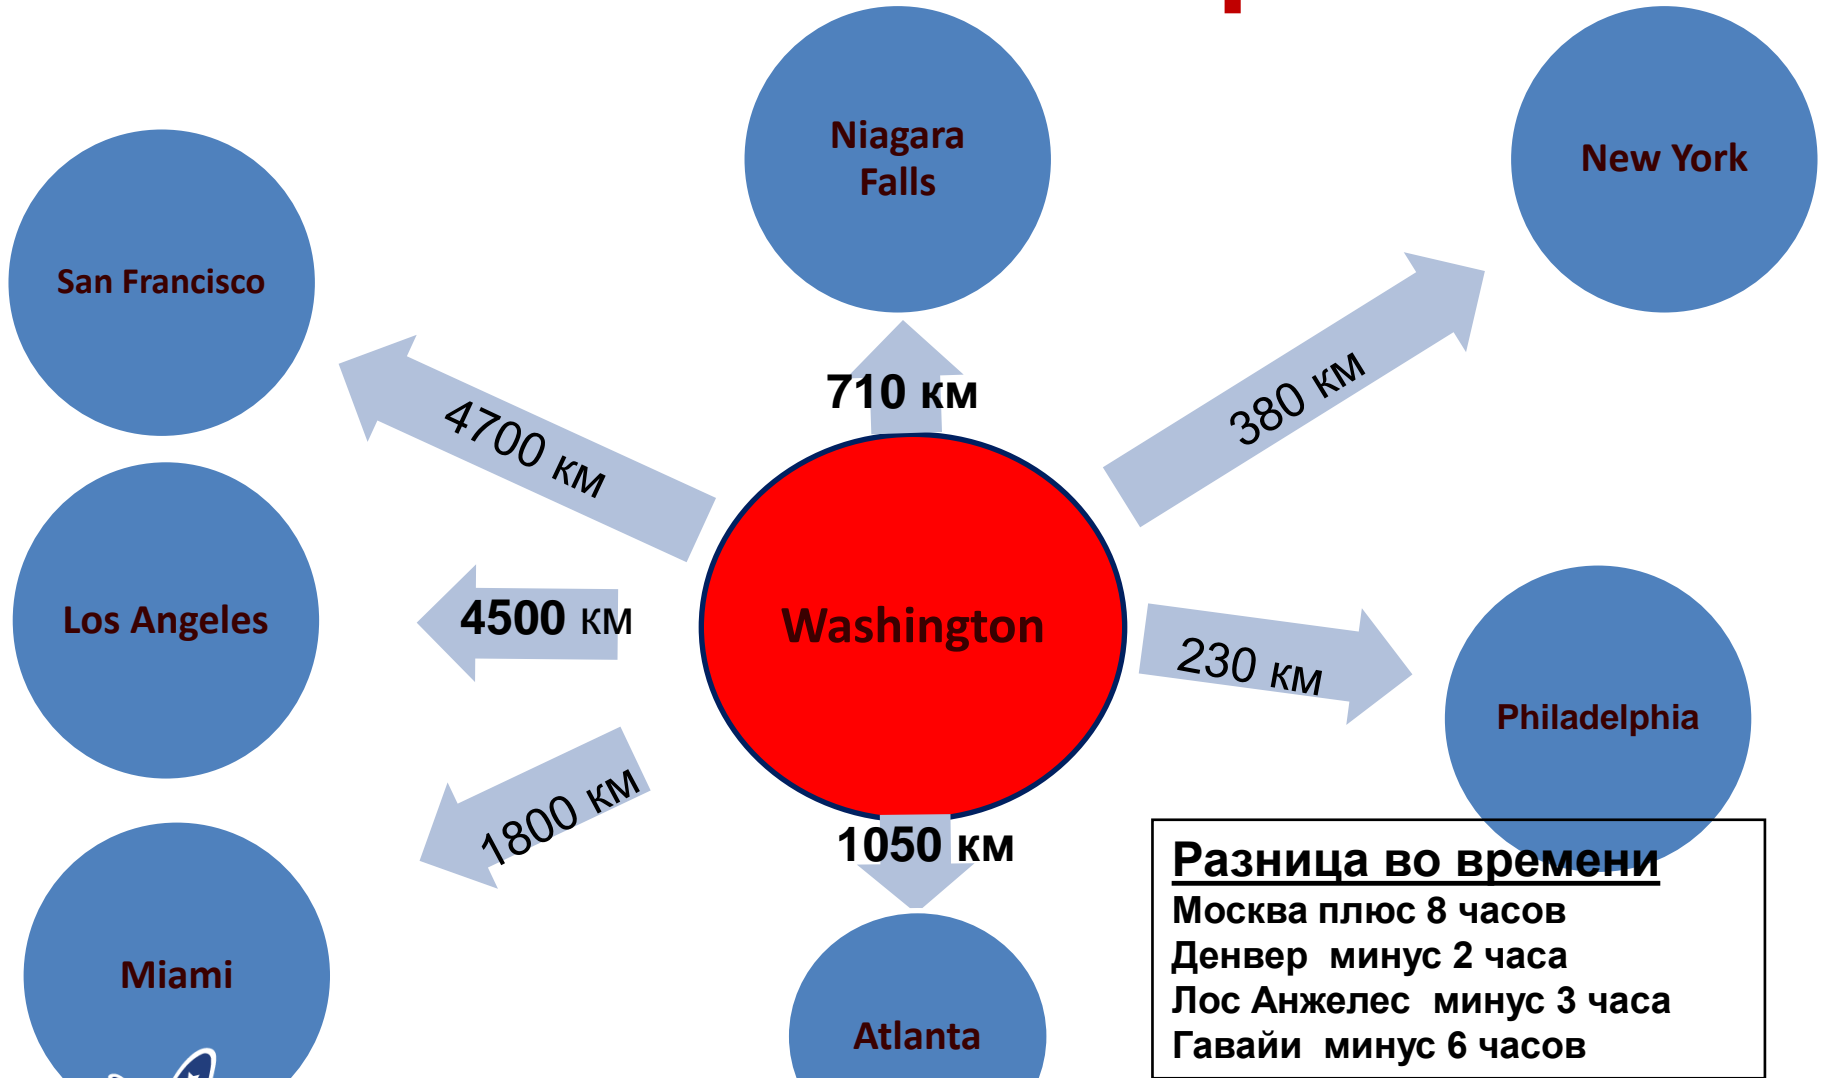 Niagara
Falls
New York
San Francisco
710 км
380 км
4700 км
Los Angeles
4500 км
Washington
230 км
Philadelphia
1800 км
1050 км
Miami
Atlanta
Разница во времени
Москва плюс 8 часов
Денвер минус 2 часа
Лос Анжелес минус 3 часа
Гавайи минус 6 часов